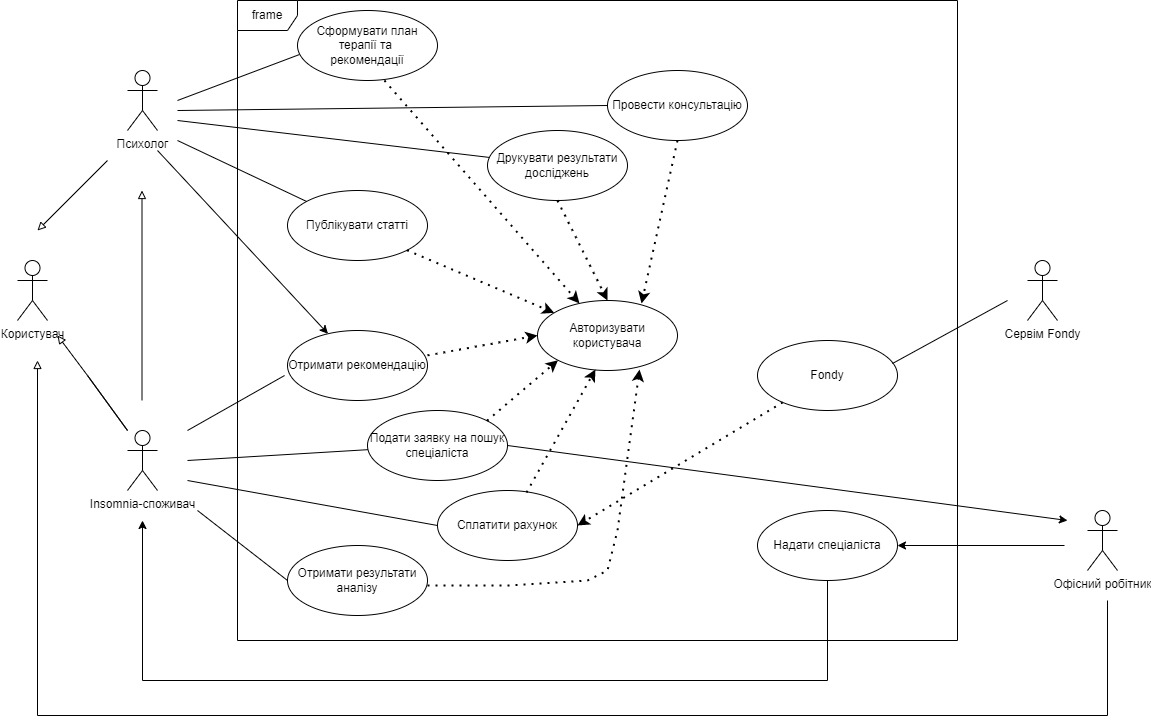 frame
Сформувати план
терапії та
рекомендації
Провести консультацію
Психолог
Друкувати результати
досліджень
Публікувати статті
Користувач
Авторизувати
користувача
Сервім Fondy
Отримати рекомендацію
Fondy
Подати заявку на пошук
спеціаліста
Insomnia-споживач
Сплатити рахунок
Надати спеціаліста
Отримати результати
аналізу
Офісний робітник